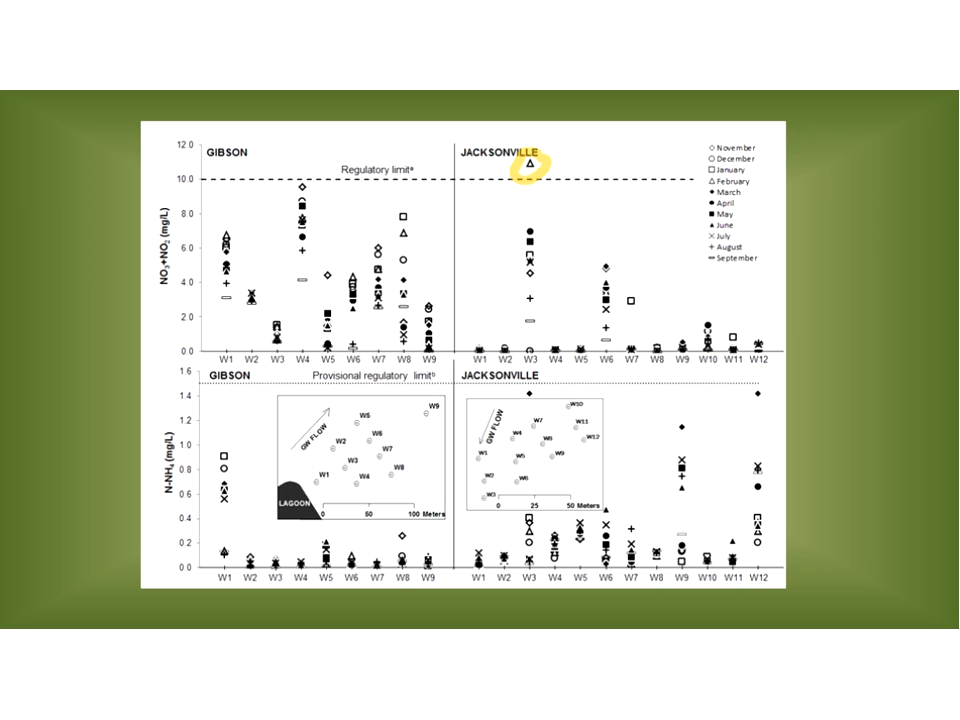 12.0
GIBSON
JACKSONVILLE
Regulatory limitᵃ
10.0
8.0
6.0
4.0
2.0
0.0
NO₃+NO₂ (mg/L)
November
December
January
February
March
April
May
June
July
August
September
W1 W2 W3 W4 W5 W6 W7 W8 W9
W1 W2 W3 W4 W5 W6 W7 W8 W9 W10 W11 W12
1.6
GIBSON
Provisional regulatory limitᵇ
JACKSONVILLE
1.4
1.2
1.0
0.8
0.6
0.4
0.2
0.0
N-NH₄ (mg/L)
GW FLOW
W9
W5
W6
W2
W7
W3
W8
W1
W4
LAGOON
0 50 100 Meters
GW FLOW
W10
W7
W11
W4
W12
W8
W1
W5
W9
W2
W6
W3
0 25 50 Meters
W1 W2 W3 W4 W5 W6 W7 W8 W9
W1 W2 W3 W4 W5 W6 W7 W8 W9 W10 W11 W12